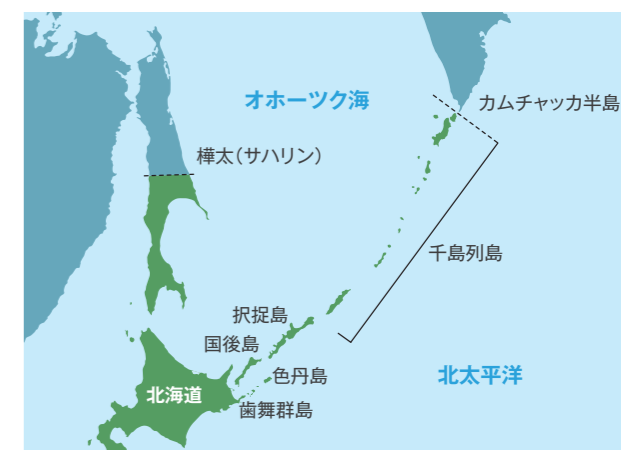 オホーツク海
カムチャッカ半島
樺太（サハリン）
千島列島
択捉島
国後島
色丹島
北太平洋
北海道
歯舞群島